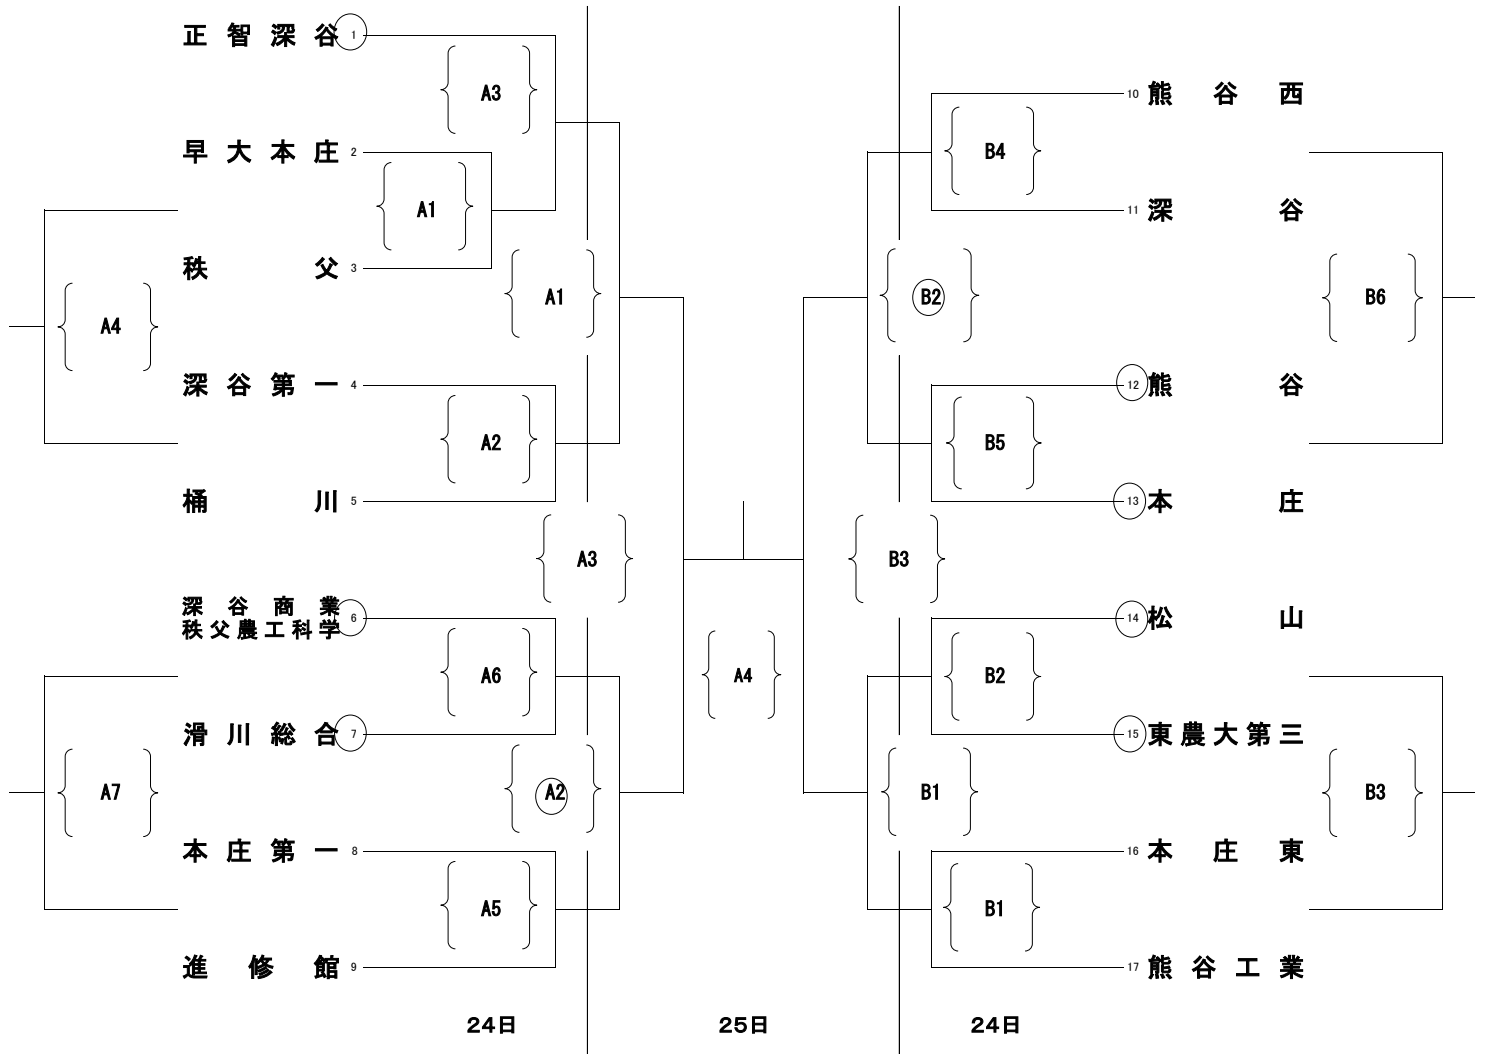 正智深谷 1
A3
10 熊谷西
早大本庄 2
B4
A1
11 深谷
秩父 3
A1
B2
B6
A4
深谷第一 4
12 熊谷
A2
B5
桶川 5
13 本庄
A3
B3
深谷商業
秩父農工科学 6
14 松山
A6
A4
B2
滑川総合 7
15 東農大第三
A7
A2
B1
B3
本庄第一 8
16 本庄東
A5
B1
進修館 9
17 熊谷工業
24日 25日 24日